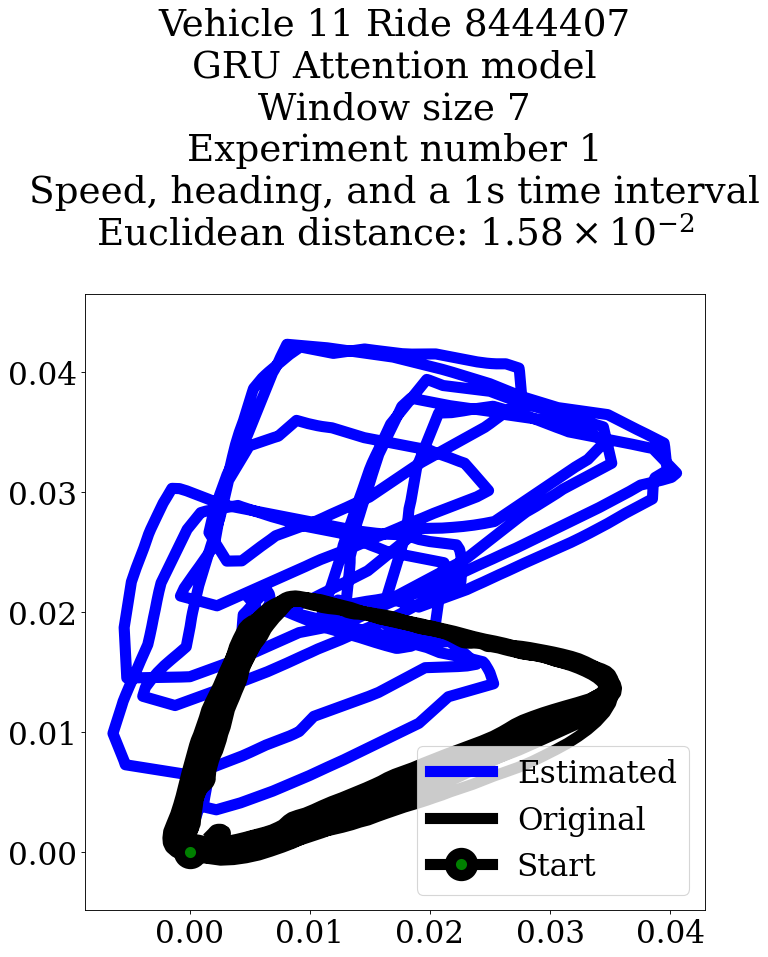 Vehicle 11 Ride 8444407
GRU Attention model
Window size 7
Experiment number 1
Speed, heading, and a 1s time interval
Euclidean distance: 1.58 × 10⁻²
0.04
0.03
0.02
0.01
0.00
Estimated
Original
Start
0.00 0.01 0.02 0.03 0.04